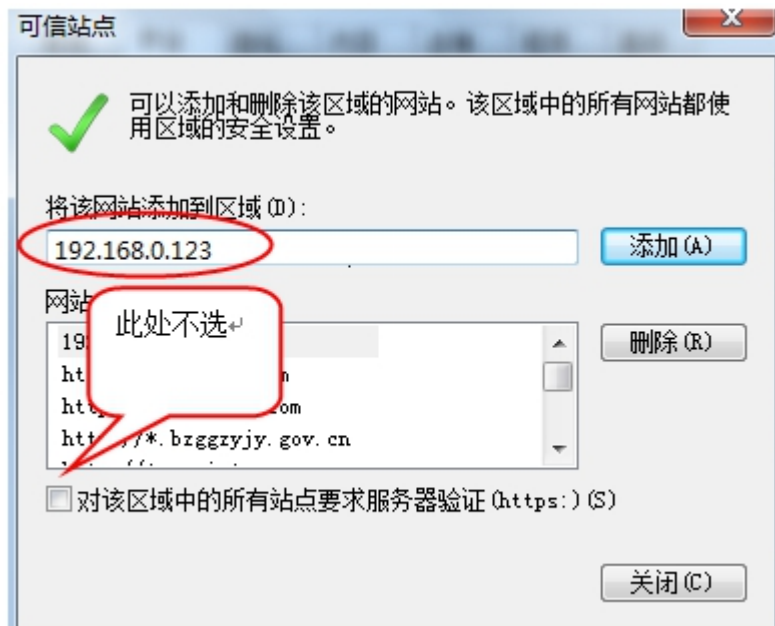 可信站点
可以添加和删除该区域的网站。该区域中的所有网站都使
用区域的安全设置。
将该网站添加到区域(D):
192.168.0.123
添加(A)
网站
此处不选
删除(R)
http://*.bzggzyjy.gov.cn
对该区域中的所有站点要求服务器验证(https:)(S)
关闭(C)